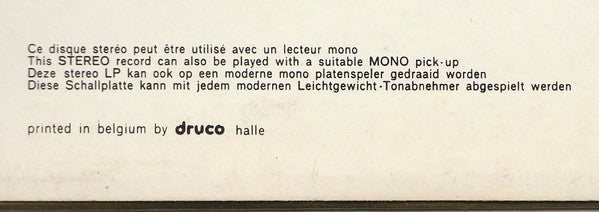 Ce disque steréo peut être utilisé avec un lecteur mono
This STEREO record can also be played with a suitable MONO pick-up
Deze stereo LP kan ook op een moderne mono platenspeler gedraaid worden
Diese Schallplatte kann mit jedem modernen Leichtgewicht-Tonabnehmer abgespielt werden
printed in belgium by druco halle